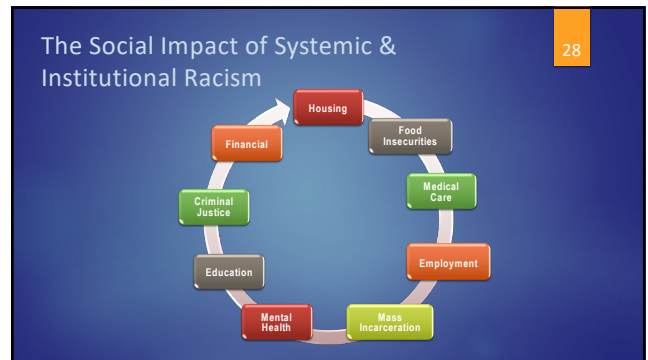 The Social Impact of Systemic &
Institutional Racism
28
Housing
Food
Insecurities
Medical
Care
Employment
Mass
Incarceration
Mental
Health
Education
Criminal
Justice
Financial